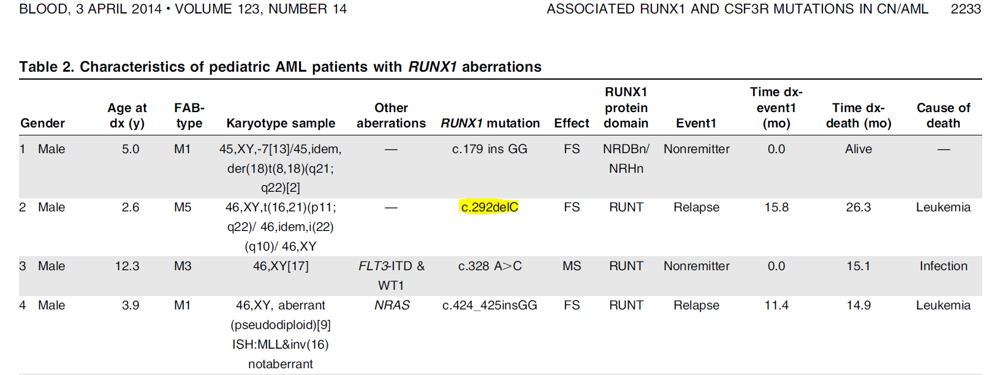 BLOOD, 3 APRIL 2014 • VOLUME 123, NUMBER 14 ASSOCIATED RUNX1 AND CSF3R MUTATIONS IN CN/AML 2233
Table 2. Characteristics of pediatric AML patients with RUNX1 aberrations
RUNX1 Time dx-
Age at FAB- Other protein event1 Time dx- Cause of
Gender dx (y) type Karyotype sample aberrations RUNX1 mutation Effect domain Event1 (mo) death (mo) death
1 Male 5.0 M1 45,XY,-7[13]/45,idem, — c.179 ins GG FS NRDBn/ Nonremitter 0.0 Alive —
der(18)t(8,18)(q21; NRHn
q22)[2]
2 Male 2.6 M5 46,XY,t(16,21)(p11; — c.292delC FS RUNT Relapse 15.8 26.3 Leukemia
q22)/ 46,idem,i(22)
(q10)/ 46,XY
3 Male 12.3 M3 46,XY[17] FLT3-ITD & c.328 A>C MS RUNT Nonremitter 0.0 15.1 Infection
WT1
4 Male 3.9 M1 46,XY, aberrant NRAS c.424_425insGG FS RUNT Relapse 11.4 14.9 Leukemia
(pseudodiploid)[9]
ISH:MLL&inv(16)
notaberrant